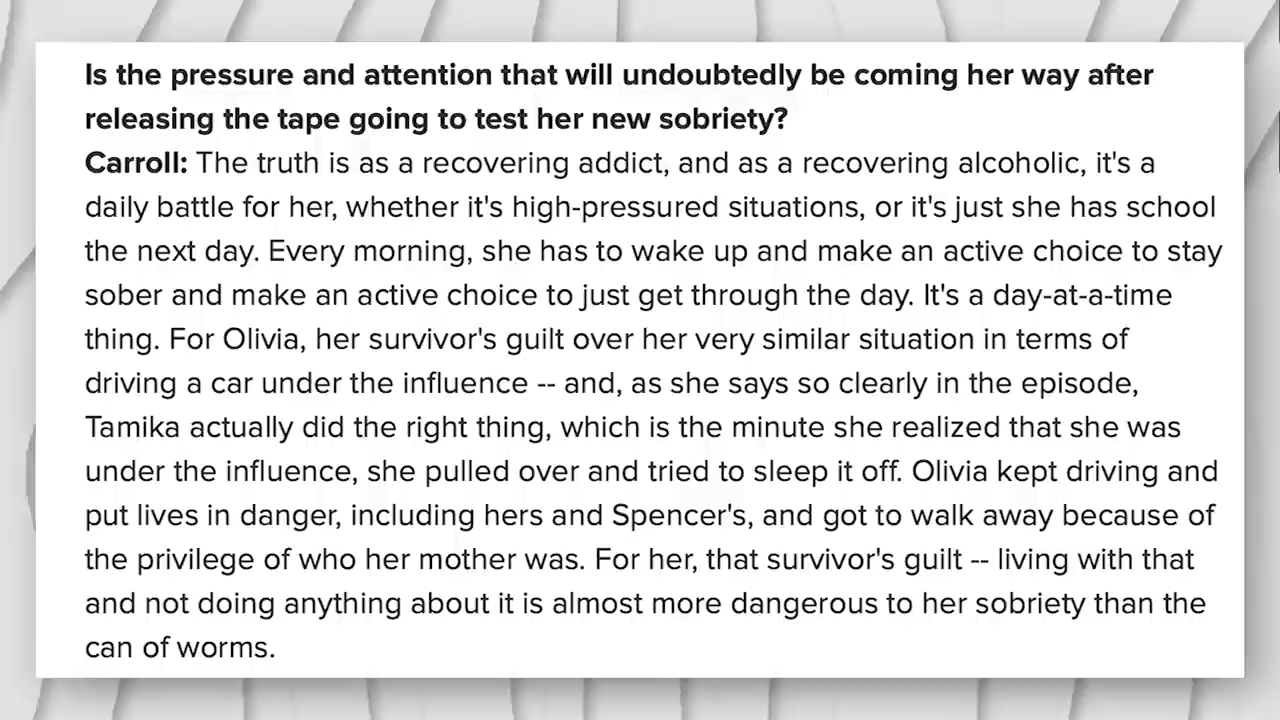 Is the pressure and attention that will undoubtedly be coming her way after
releasing the tape going to test her new sobriety?
Carroll: The truth is as a recovering addict, and as a recovering alcoholic, it's a
daily battle for her, whether it's high-pressured situations, or it's just she has school
the next day. Every morning, she has to wake up and make an active choice to stay
sober and make an active choice to just get through the day. It's a day-at-a-time
thing. For Olivia, her survivor's guilt over her very similar situation in terms of
driving a car under the influence -- and, as she says so clearly in the episode,
Tamika actually did the right thing, which is the minute she realized that she was
under the influence, she pulled over and tried to sleep it off. Olivia kept driving and
put lives in danger, including hers and Spencer's, and got to walk away because of
the privilege of who her mother was. For her, that survivor's guilt -- living with that
and not doing anything about it is almost more dangerous to her sobriety than the
can of worms.